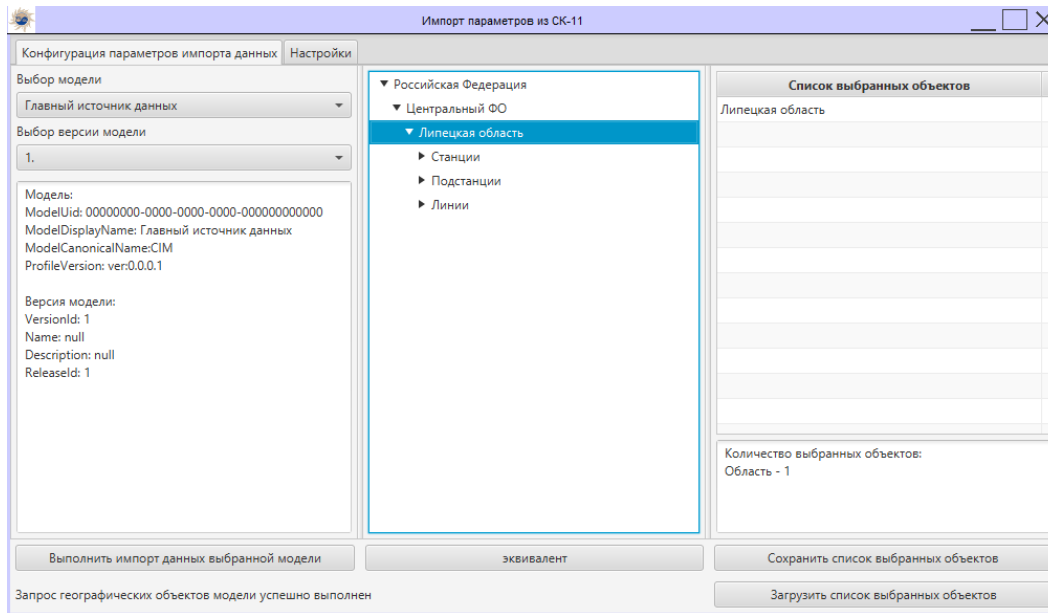 Импорт параметров из СК-11
Конфигурация параметров импорта данных
Настройки
Выбор модели
Главный источник данных
Выбор версии модели
1.
Модель:
ModelUid: 00000000-0000-0000-0000-000000000000
ModelDisplayName: Главный источник данных
ModelCanonicalName:CIM
ProfileVersion: ver:0.0.0.1
Версия модели:
VersionId: 1
Name: null
Description: null
ReleaseId: 1
Российская Федерация
Центральный ФО
Липецкая область
Станции
Подстанции
Линии
Список выбранных объектов
Липецкая область
Количество выбранных объектов:
Область - 1
Выполнить импорт данных выбранной модели
эквивалент
Сохранить список выбранных объектов
Запрос географических объектов модели успешно выполнен
Загрузить список выбранных объектов